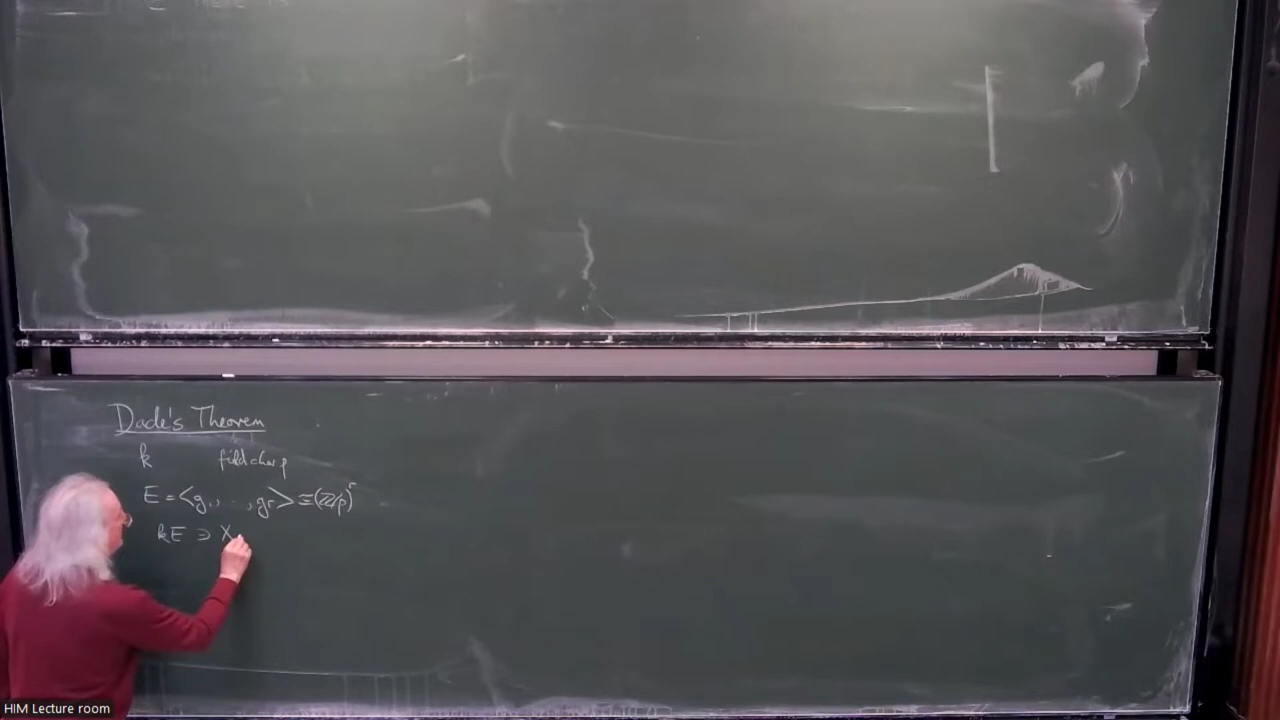 Dade's Theorem
k field char p
E = <g₁, . . , gᵣ> ≅ (ℤ/p)ʳ
kE ∋ X
HIM Lecture room